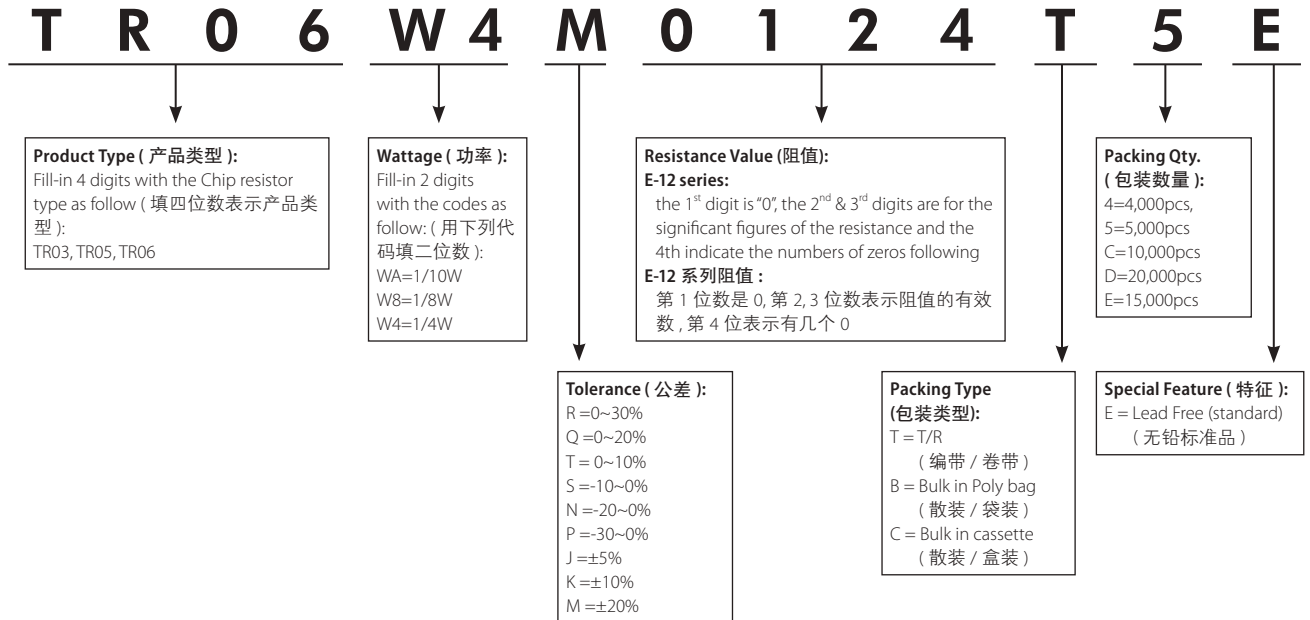 T R 0 6 W 4 M 0 1 2 4 T 5 E
Product Type ( 产品类型 ):
Fill-in 4 digits with the Chip resistor
type as follow ( 填四位数表示产品类
型 ):
TR03, TR05, TR06
Wattage ( 功率 ):
Fill-in 2 digits
with the codes as
follow: ( 用下列代
码填二位数 ):
WA=1/10W
W8=1/8W
W4=1/4W
Resistance Value (阻值):
E-12 series:
the 1st digit is “0”, the 2nd & 3rd digits are for the
significant figures of the resistance and the
4th indicate the numbers of zeros following
E-12 系列阻值 :
第 1 位数是 0, 第 2, 3 位数表示阻值的有效
数 , 第 4 位表示有几个 0
Packing Qty.
( 包装数量 ):
4=4,000pcs,
5=5,000pcs
C=10,000pcs
D=20,000pcs
E=15,000pcs
Tolerance ( 公差 ):
R =0~30%
Q =0~20%
T = 0~10%
S =-10~0%
N =-20~0%
P =-30~0%
J =±5%
K =±10%
M =±20%
Packing Type
(包装类型):
T = T/R
( 编带 / 卷带 )
B = Bulk in Poly bag
( 散装 / 袋装 )
C = Bulk in cassette
( 散装 / 盒装 )
Special Feature ( 特征 ):
E = Lead Free (standard)
( 无铅标准品 )